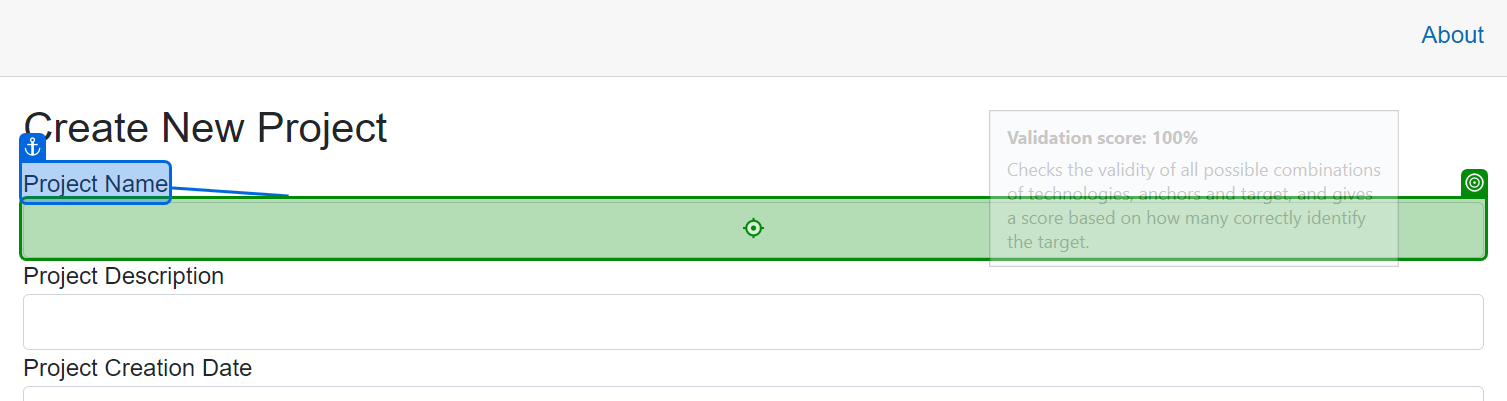 About
Create New Project
Validation score: 100%
Project Name
Checks the validity of all possible combinations
of technologies, anchors and target, and gives
a score based on how many correctly identify
the target.
Project Description
Project Creation Date